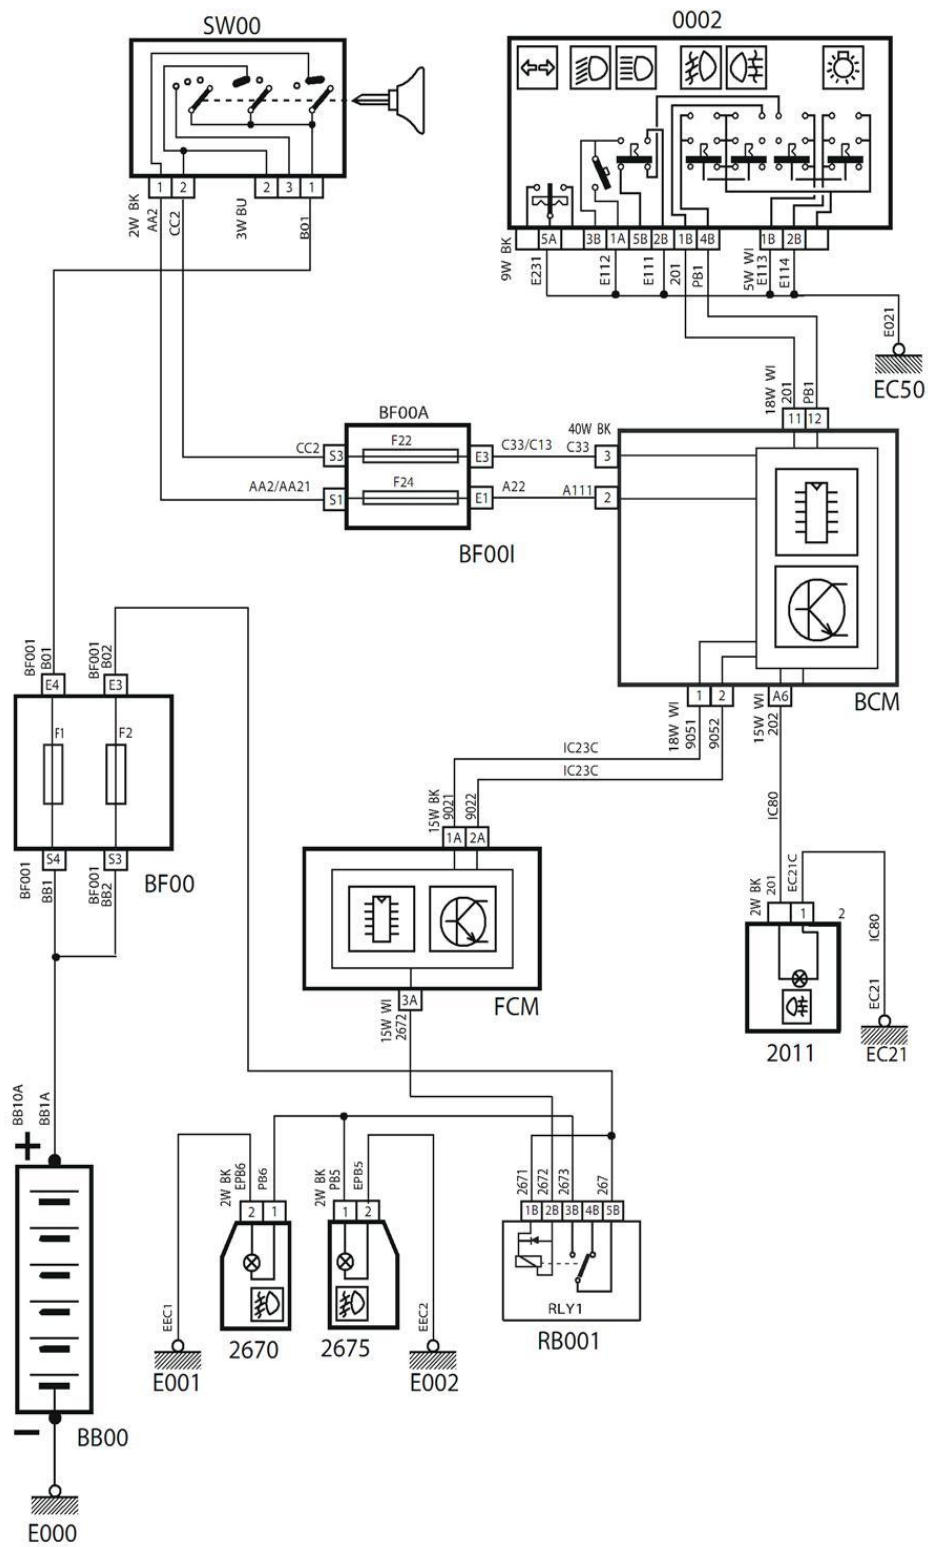 SW00
0002
1 2
2 3 1
2W BK
AA2
CC2
3W BU
B01
5A
3B 1A 5B 2B 1B 4B
1B 2B
9W BK
E231
E112
E111
201
PB1
5W WI
E113
E114
E021
EC50
18W WI
201
PB1
11 12
BF00A
F22
F24
CC2
S3
E3
C33/C13
40W BK
C33
3
AA2/AA21
S1
E1
A22
A111
2
BF00I
BF001
B01
BF001
B02
E4
E3
F1
F2
S4
S3
BF001
BB1
BF001
BB2
BF00
BCM
1 2
A6
18W WI
9051
9052
15W WI
202
IC23C
IC23C
15W BK
9021
9022
1A 2A
IC80
FCM
3A
15W WI
2672
2W BK
201
EC21C
1
2
IC80
EC21
2011
EC21
BB10A
BB1A
+
2W BK
EPB6
PB6
2W BK
PB5
EPB5
2 1
1 2
2671
2672
2673
267
1B 2B 3B 4B 5B
RLY1
RB001
EEC1
EEC2
2670
2675
E001
E002
−
BB00
E000